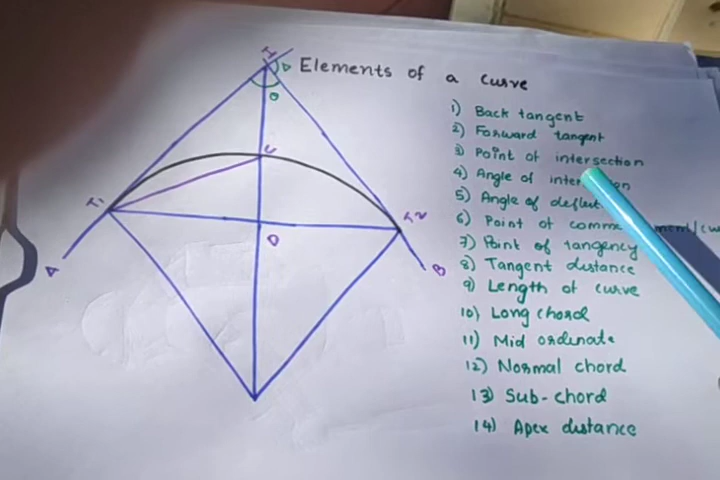 Elements of a curve
1) Back tangent
2) Forward tangent
3) Point of intersection
4) Angle of
5) Angle of
6) Point of
7) Point of tangency
8) Tangent distance
9) Length of curve
10) Long chord
11) Mid ordinate
12) Normal chord
13) Sub-chord
14) Apex distance
I
D
O
C
T1
T2
D
A
B